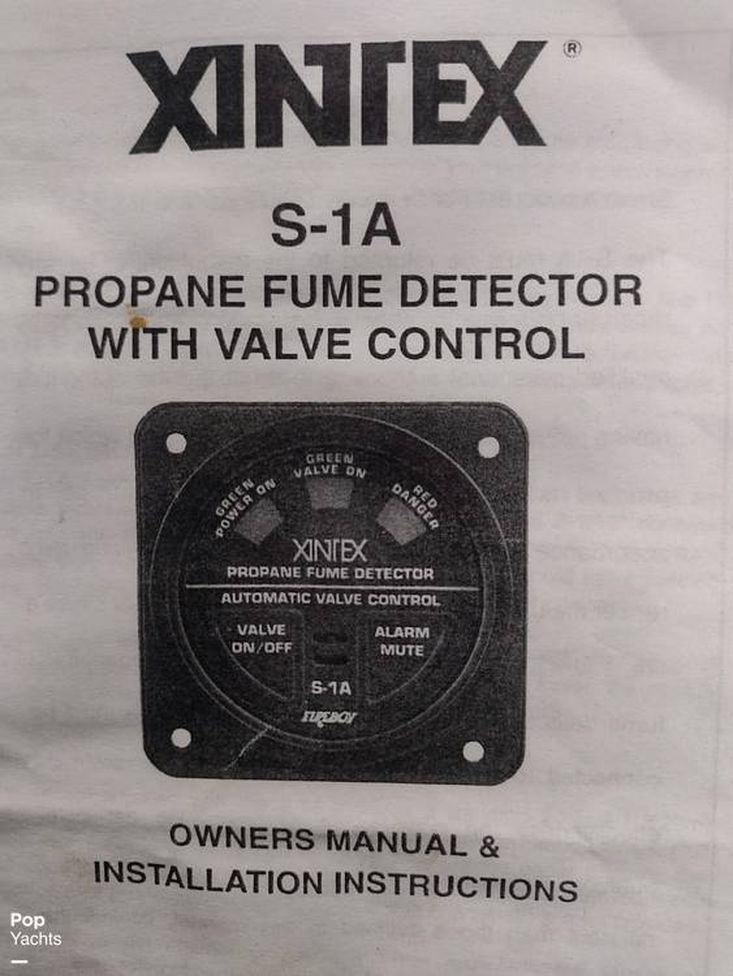 XINTEX ®
S-1A
PROPANE FUME DETECTOR
WITH VALVE CONTROL
GREEN
POWER ON
GREEN
VALVE ON
RED
DANGER
XINTEX
PROPANE FUME DETECTOR
AUTOMATIC VALVE CONTROL
VALVE
ON/OFF
ALARM
MUTE
S-1A
FIREBOY
OWNERS MANUAL &
INSTALLATION INSTRUCTIONS
Pop
Yachts